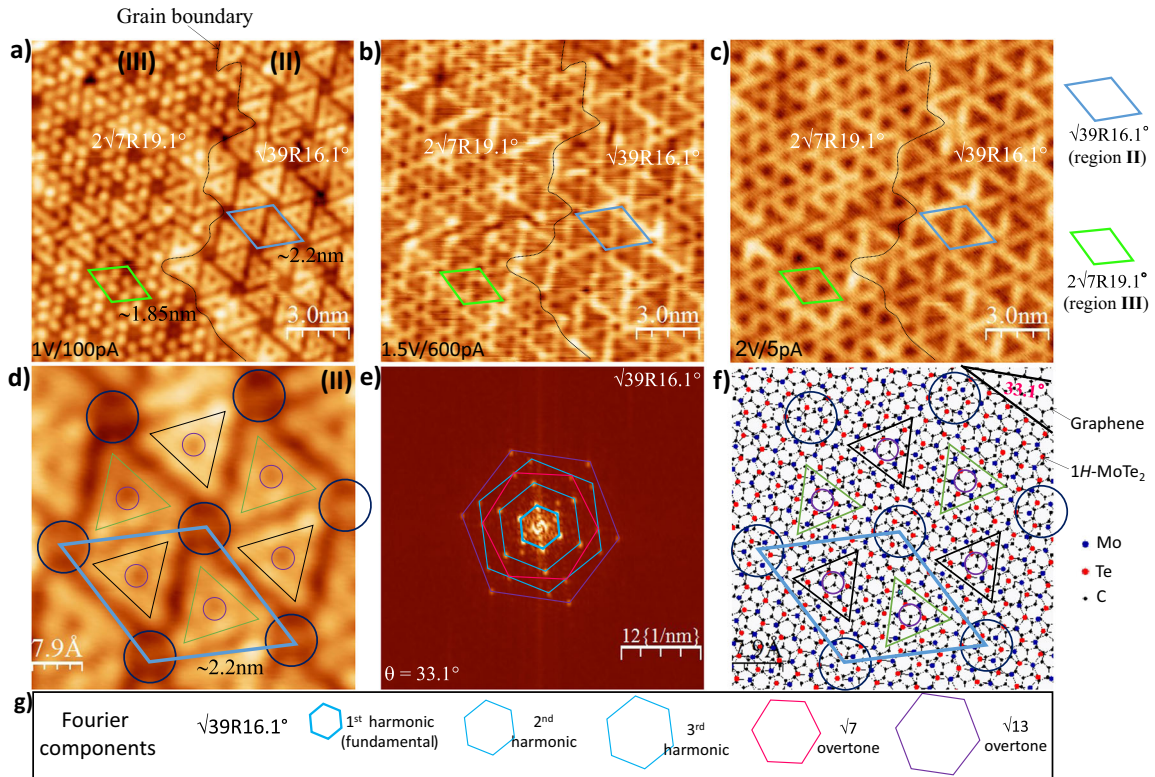 Grain boundary
a)
(III)
(II)
2√7R19.1°
√39R16.1°
~2.2nm
~1.85nm
3.0nm
1V/100pA
b)
2√7R19.1°
√39R16.1°
3.0nm
1.5V/600pA
c)
2√7R19.1°
√39R16.1°
3.0nm
2V/5pA
√39R16.1°
(region II)
2√7R19.1°
(region III)
d)
(II)
7.9Å
~2.2nm
e)
√39R16.1°
12{1/nm}
θ = 33.1°
f)
33.1°
Graphene
1H-MoTe₂
Mo
Te
C
7.9Å
g)
Fourier
components
√39R16.1°
1st harmonic
(fundamental)
2nd
harmonic
3rd
harmonic
√7
overtone
√13
overtone